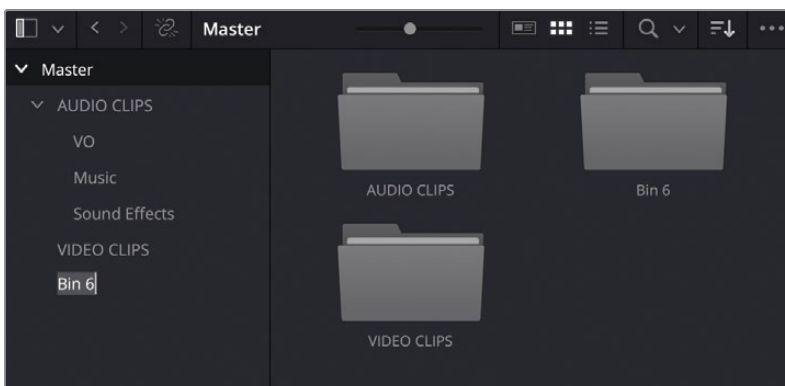 Master
Master
AUDIO CLIPS
VO
Music
Sound Effects
VIDEO CLIPS
Bin 6
AUDIO CLIPS
Bin 6
VIDEO CLIPS